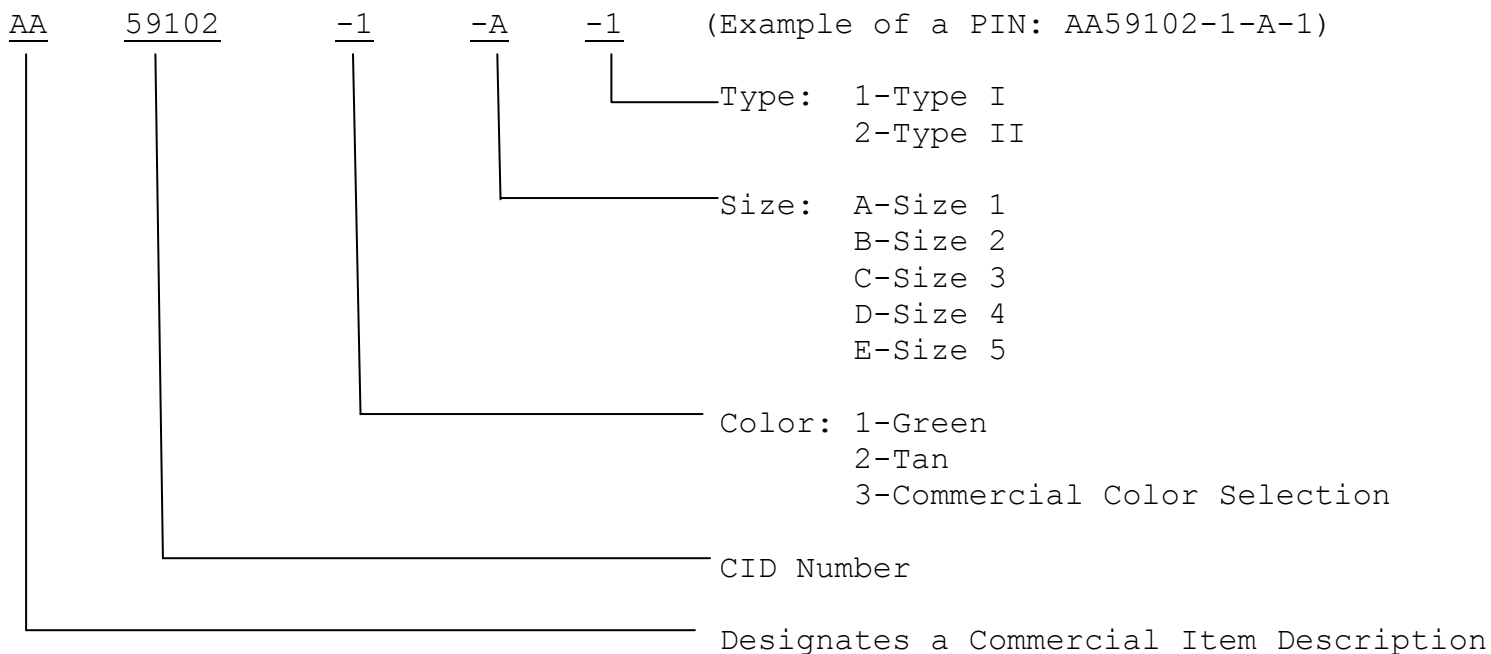 AA 59102 -1 -A -1 (Example of a PIN: AA59102-1-A-1)
Type: 1-Type I
2-Type II
Size: A-Size 1
B-Size 2
C-Size 3
D-Size 4
E-Size 5
Color: 1-Green
2-Tan
3-Commercial Color Selection
CID Number
Designates a Commercial Item Description